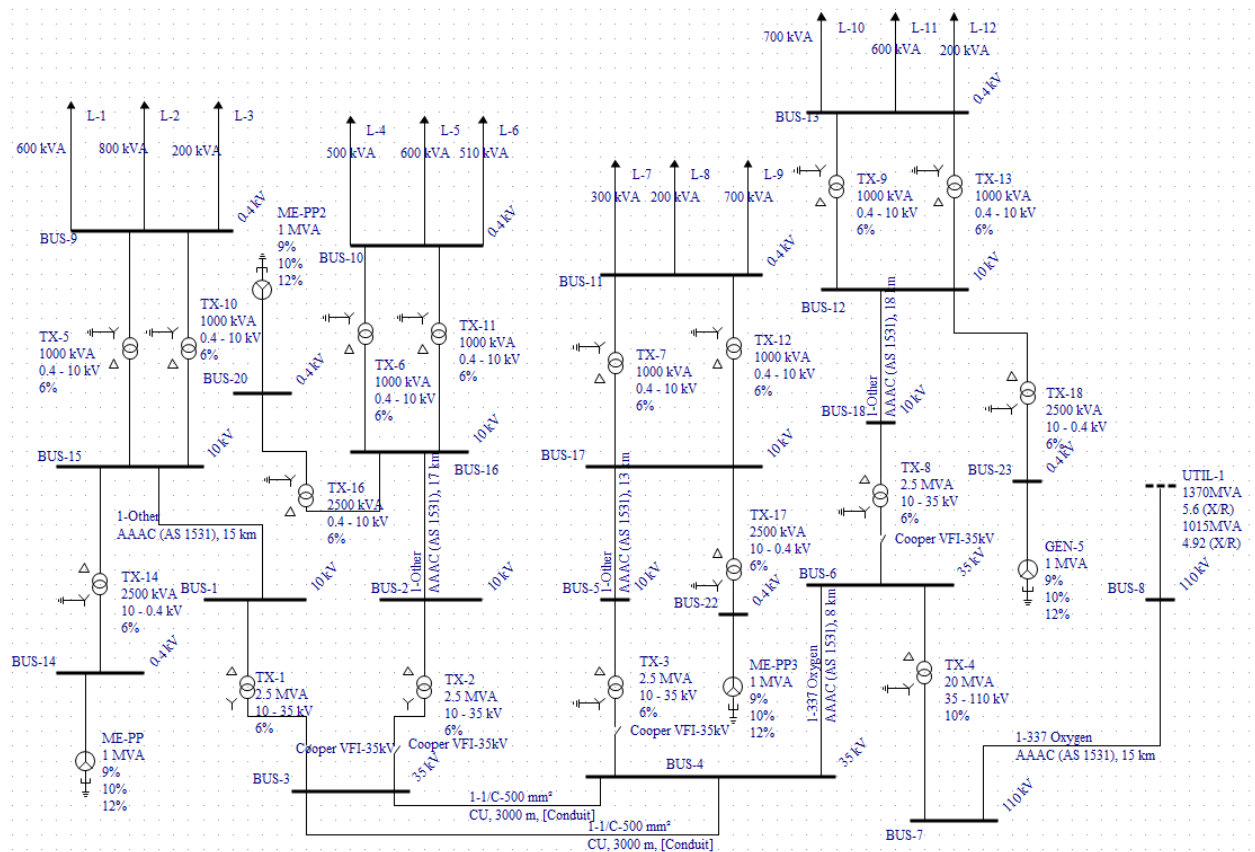 L-10
L-11
L-12
700 kVA
600 kVA
200 kVA
0.4 kV
BUS-13
L-1
L-2
L-3
600 kVA
800 kVA
200 kVA
0.4 kV
BUS-9
L-4
L-5
L-6
500 kVA
600 kVA
510 kVA
0.4 kV
BUS-10
L-7
L-8
L-9
300 kVA
200 kVA
700 kVA
0.4 kV
BUS-11
TX-9
1000 kVA
0.4 - 10 kV
6%
TX-13
1000 kVA
0.4 - 10 kV
6%
10 kV
BUS-12
ME-PP2
1 MVA
9%
10%
12%
TX-5
1000 kVA
0.4 - 10 kV
6%
TX-10
1000 kVA
0.4 - 10 kV
6%
BUS-20
0.4 kV
TX-6
1000 kVA
0.4 - 10 kV
6%
TX-11
1000 kVA
0.4 - 10 kV
6%
TX-7
1000 kVA
0.4 - 10 kV
6%
TX-12
1000 kVA
0.4 - 10 kV
6%
1-Other
AAAC (AS 1531), 18 km
BUS-18
10 kV
TX-18
2500 kVA
10 - 0.4 kV
6%
BUS-23
0.4 kV
BUS-15
10 kV
BUS-16
10 kV
BUS-17
10 kV
TX-16
2500 kVA
0.4 - 10 kV
6%
1-Other
AAAC (AS 1531), 15 km
1-Other
AAAC (AS 1531), 17 km
1-Other
AAAC (AS 1531), 13 km
TX-17
2500 kVA
10 - 0.4 kV
6%
TX-8
2.5 MVA
10 - 35 kV
6%
Cooper VFI-35kV
UTIL-1
1370MVA
5.6 (X/R)
1015MVA
4.92 (X/R)
GEN-5
1 MVA
9%
10%
12%
TX-14
2500 kVA
10 - 0.4 kV
6%
BUS-1
10 kV
BUS-2
10 kV
BUS-5
10 kV
BUS-22
0.4 kV
BUS-6
35 kV
BUS-8
110 kV
BUS-14
0.4 kV
TX-1
2.5 MVA
10 - 35 kV
6%
TX-2
2.5 MVA
10 - 35 kV
6%
TX-3
2.5 MVA
10 - 35 kV
6%
ME-PP3
1 MVA
9%
10%
12%
1-337 Oxygen
AAAC (AS 1531), 8 km
TX-4
20 MVA
35 - 110 kV
10%
ME-PP
1 MVA
9%
10%
12%
Cooper VFI-35kV
Cooper VFI-35kV
Cooper VFI-35kV
1-337 Oxygen
AAAC (AS 1531), 15 km
BUS-3
35 kV
BUS-4
35 kV
BUS-7
110 kV
1-1/C-500 mm²
CU, 3000 m, [Conduit]
1-1/C-500 mm²
CU, 3000 m, [Conduit]